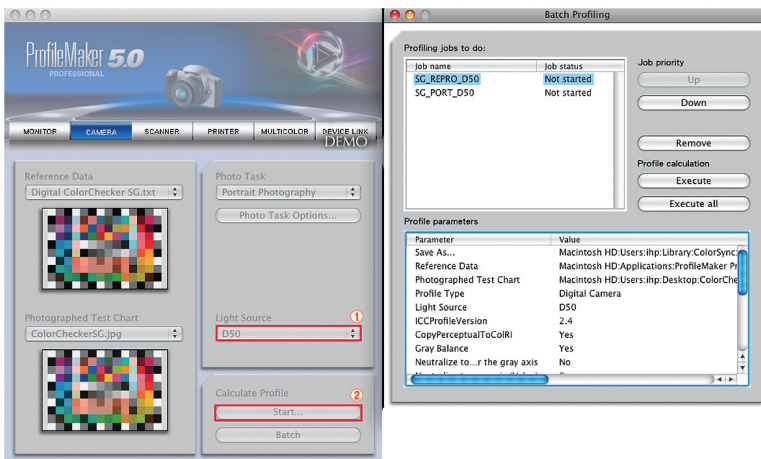 ProfileMaker 5.0
PROFESSIONAL
MONITOR
CAMERA
SCANNER
PRINTER
MULTICOLOR
DEVICE LINK
DEMO
Reference Data
Digital ColorChecker SG.txt
Photographed Test Chart
ColorCheckerSG.jpg
Photo Task
Portrait Photography
Photo Task Options...
Light Source
1
D50
Calculate Profile
2
Start...
Batch
Batch Profiling
Profiling jobs to do:
Job name Job status
SG_REPRO_D50 Not started
SG_PORT_D50 Not started
Job priority
Up
Down
Remove
Profile calculation
Execute
Execute all
Profile parameters
Parameter Value
Save As... Macintosh HD:Users:ihp:Library:ColorSync:
Reference Data Macintosh HD:Applications:ProfileMaker Pr
Photographed Test Chart Macintosh HD:Users:ihp:Desktop:ColorChe
Profile Type Digital Camera
Light Source D50
ICCProfileVersion 2.4
CopyPerceptualToColRI Yes
Gray Balance Yes
Neutralize to...r the gray axis No